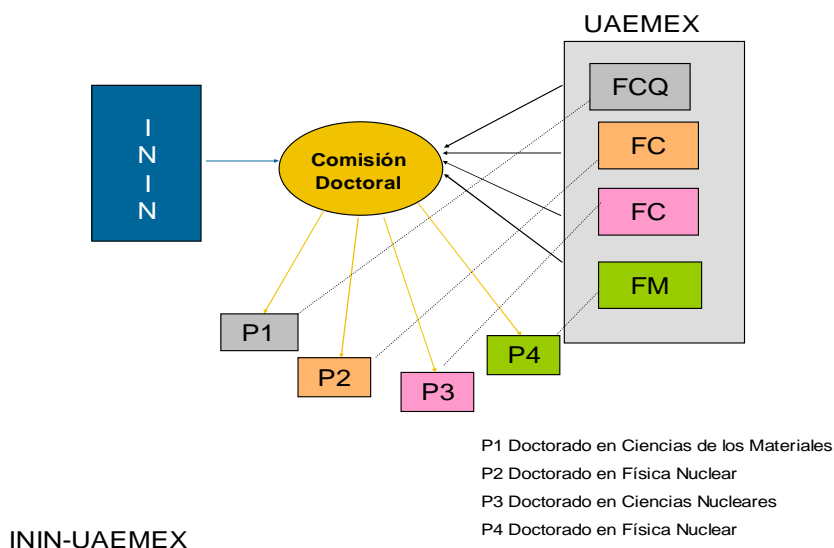 UAEMEX
I
N
I
N
FCQ
Comisión
Doctoral
FC
FC
FM
P1
P2
P3
P4
P1 Doctorado en Ciencias de los Materiales
P2 Doctorado en Física Nuclear
P3 Doctorado en Ciencias Nucleares
P4 Doctorado en Física Nuclear
ININ-UAEMEX